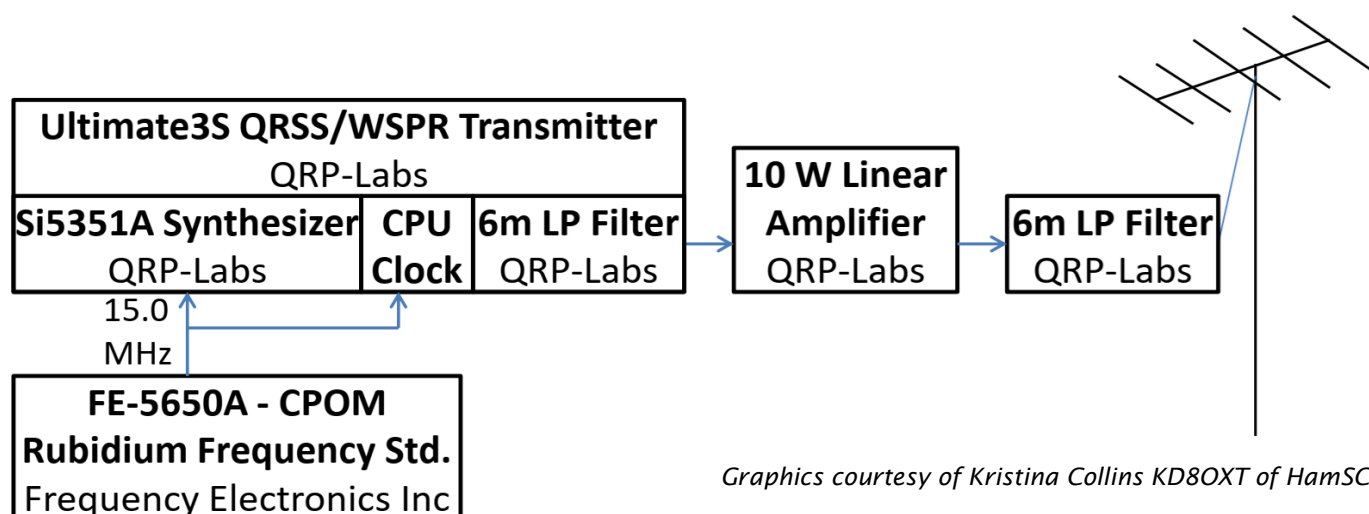 Ultimate3S QRSS/WSPR Transmitter
QRP-Labs
Si5351A Synthesizer
QRP-Labs
CPU
Clock
6m LP Filter
QRP-Labs
10 W Linear
Amplifier
QRP-Labs
6m LP Filter
QRP-Labs
15.0
MHz
FE-5650A - CPOM
Rubidium Frequency Std.
Frequency Electronics Inc
Graphics courtesy of Kristina Collins KD8OXT of HamSC